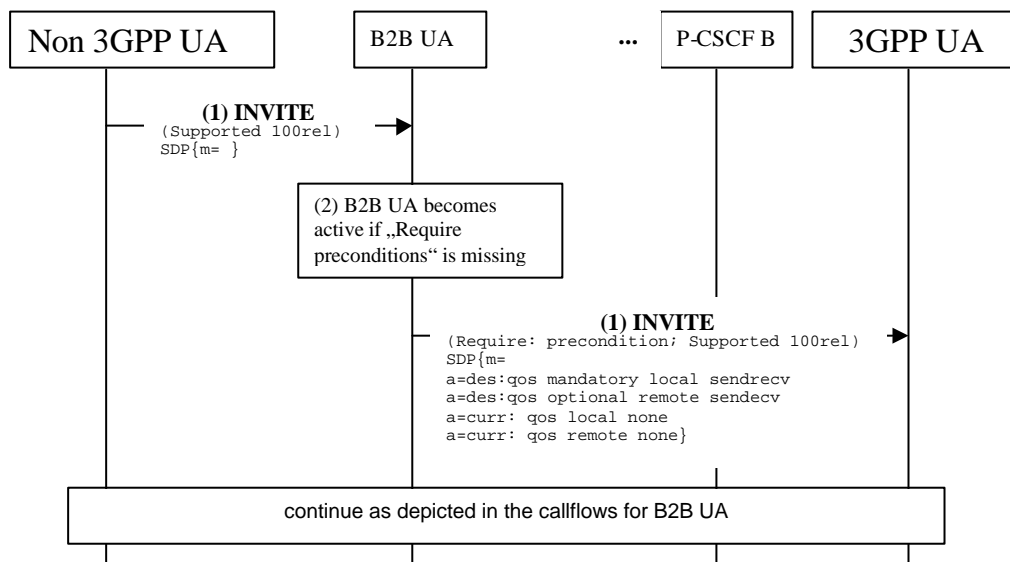 Non 3GPP UA
B2B UA
...
P-CSCF B
3GPP UA
(1) INVITE
(Supported 100rel)
SDP{m= }
(2) B2B UA becomes
active if „Require
preconditions“ is missing
(1) INVITE
(Require: precondition; Supported 100rel)
SDP{m=
a=des:qos mandatory local sendrecv
a=des:qos optional remote sendecv
a=curr: qos local none
a=curr: qos remote none}
continue as depicted in the callflows for B2B UA